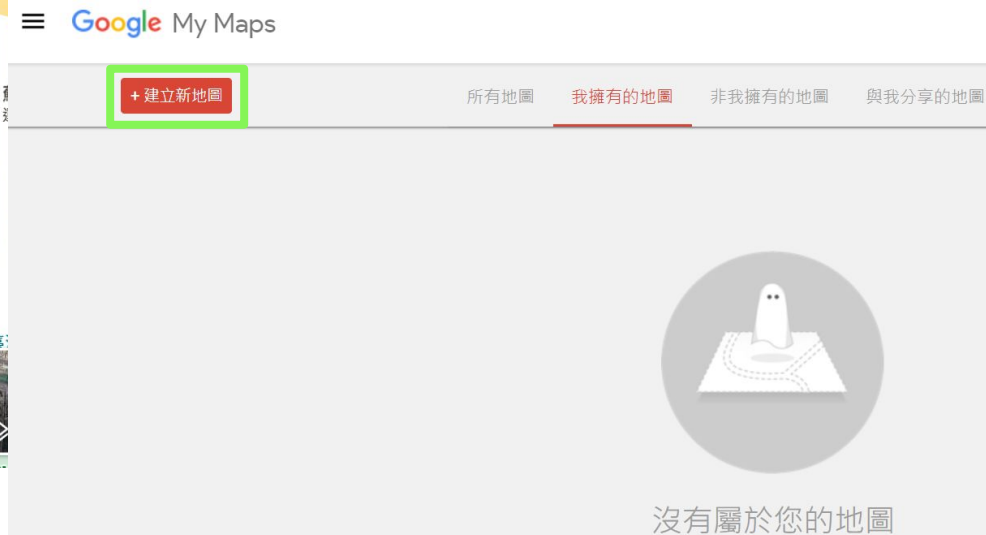 Google My Maps
+ 建立新地圖
所有地圖
我擁有的地圖
非我擁有的地圖
與我分享的地圖
沒有屬於您的地圖